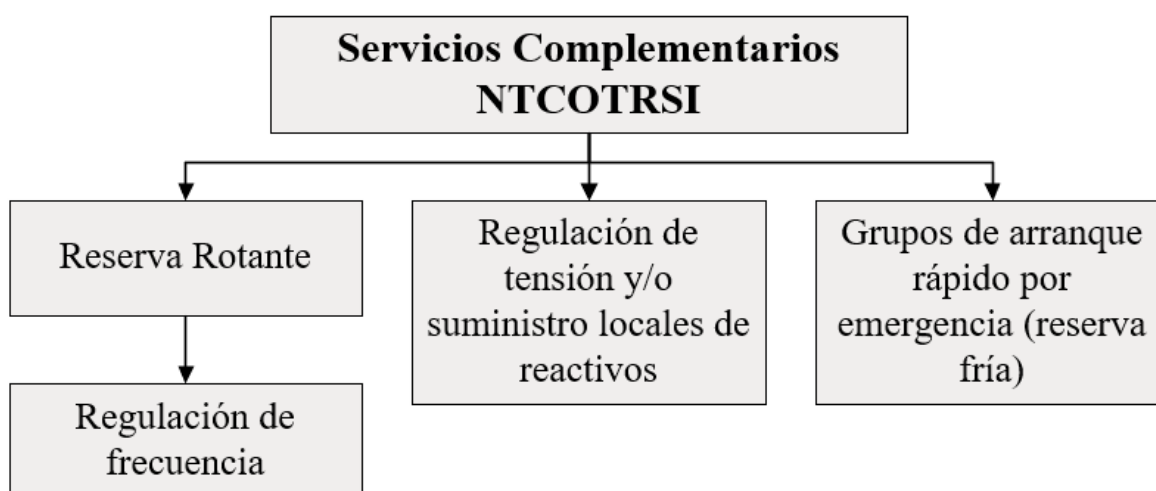 Servicios Complementarios
NTCOTRSI
Reserva Rotante
Regulación de
tensión y/o
suministro locales de
reactivos
Grupos de arranque
rápido por
emergencia (reserva
fría)
Regulación de
frecuencia